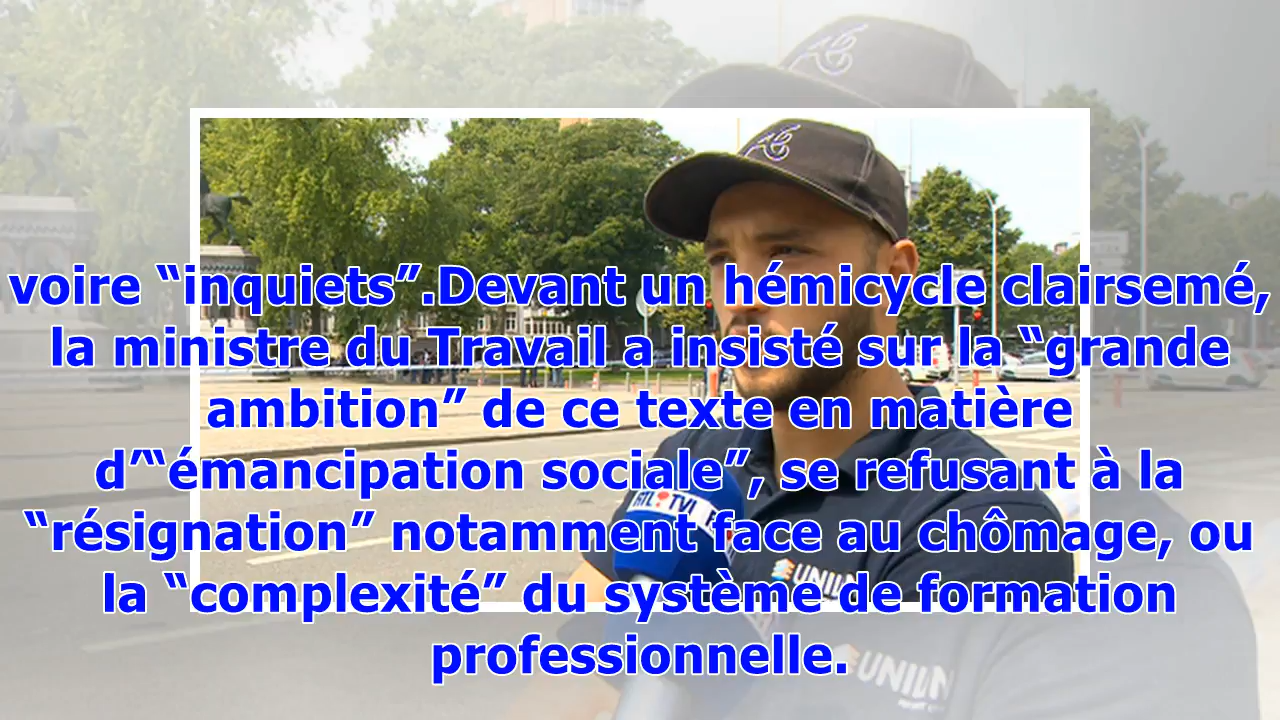 voire “inquiets”.Devant un hémicycle clairsemé,
la ministre du Travail a insisté sur la “grande
ambition” de ce texte en matière
d’“émancipation sociale”, se refusant à la
“résignation” notamment face au chômage, ou
la “complexité” du système de formation
professionnelle.
RTL•TVI